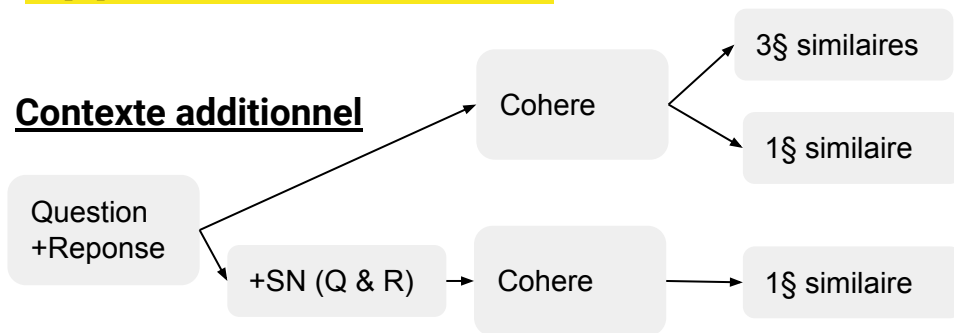 Contexte additionnel
Question
+Reponse
Cohere
3§ similaires
1§ similaire
+SN (Q & R)
Cohere
1§ similaire